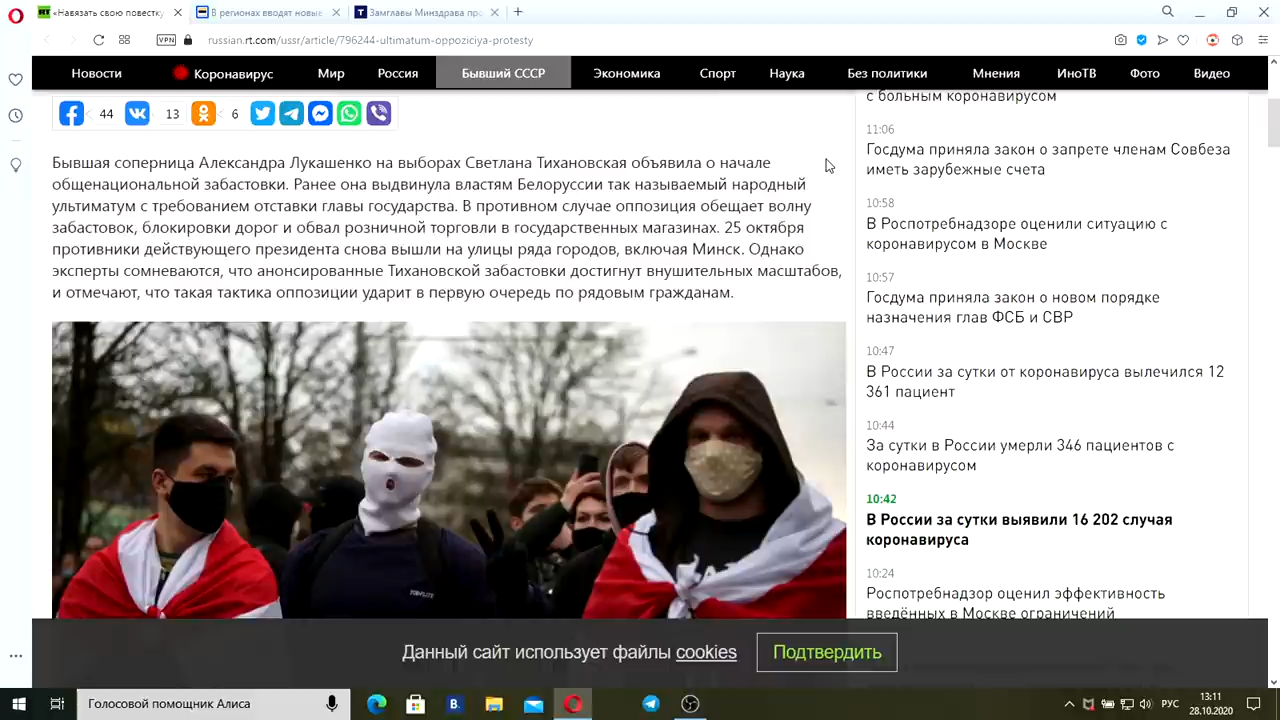 «Навязать свою повестку
В регионах вводят новые
Замглавы Минздрава про
VPN
russian.rt.com/ussr/article/796244-ultimatum-oppoziciya-protesty
Новости
Коронавирус
Мир
Россия
Бывший СССР
Экономика
Спорт
Наука
Без политики
Мнения
ИноТВ
Фото
Видео
44
13
6
Бывшая соперница Александра Лукашенко на выборах Светлана Тихановская объявила о начале
общенациональной забастовки. Ранее она выдвинула властям Белоруссии так называемый народный
ультиматум с требованием отставки главы государства. В противном случае оппозиция обещает волну
забастовок, блокировки дорог и обвал розничной торговли в государственных магазинах. 25 октября
противники действующего президента снова вышли на улицы ряда городов, включая Минск. Однако
эксперты сомневаются, что анонсированные Тихановской забастовки достигнут внушительных масштабов,
и отмечают, что такая тактика оппозиции ударит в первую очередь по рядовым гражданам.
с больным коронавирусом
11:06
Госдума приняла закон о запрете членам Совбеза
иметь зарубежные счета
10:58
В Роспотребнадзоре оценили ситуацию с
коронавирусом в Москве
10:57
Госдума приняла закон о новом порядке
назначения глав ФСБ и СВР
10:47
В России за сутки от коронавируса вылечился 12
361 пациент
10:44
За сутки в России умерли 346 пациентов с
коронавирусом
10:42
В России за сутки выявили 16 202 случая
коронавируса
10:24
Роспотребнадзор оценил эффективность
введённых в Москве ограничений
Данный сайт использует файлы cookies
Подтвердить
Голосовой помощник Алиса
РУС
13:11
28.10.2020